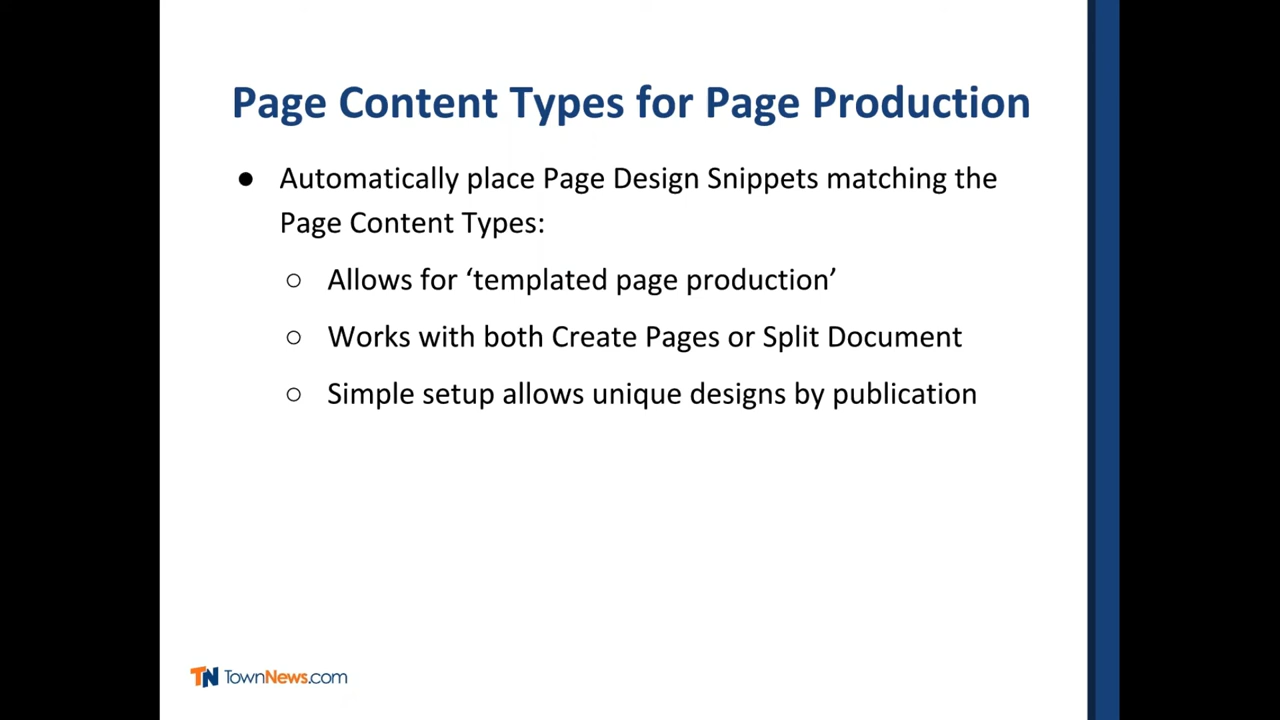 Page Content Types for Page Production
● Automatically place Page Design Snippets matching the
Page Content Types:
○ Allows for ‘templated page production’
○ Works with both Create Pages or Split Document
○ Simple setup allows unique designs by publication
TN TownNews.com